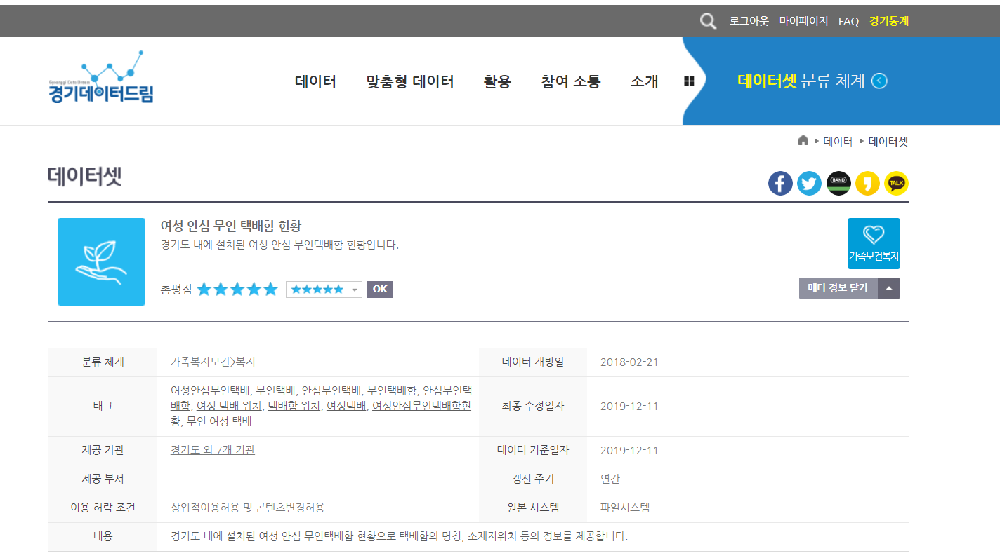 로그아웃 마이페이지 FAQ 경기통계
Gyeonggi Data Dream
경기데이터드림
데이터 맞춤형 데이터 활용 참여 소통 소개
데이터셋 분류 체계
데이터 데이터셋
데이터셋
BAND
TALK
여성 안심 무인 택배함 현황
경기도 내에 설치된 여성 안심 무인택배함 현황입니다.
가족보건복지
총평점 OK
메타 정보 닫기
분류 체계 가족복지보건>복지 데이터 개방일 2018-02-21
태그
여성안심무인택배, 무인택배, 안심무인택배, 무인택배함, 안심무인택
배함, 여성 택배 위치, 택배함 위치, 여성택배, 여성안심무인택배함현
황, 무인 여성 택배
최종 수정일자 2019-12-11
제공 기관 경기도 외 7개 기관 데이터 기준일자 2019-12-11
제공 부서 갱신 주기 연간
이용 허락 조건 상업적이용허용 및 콘텐츠변경허용 원본 시스템 파일시스템
내용 경기도 내에 설치된 여성 안심 무인택배함 현황으로 택배함의 명칭, 소재지위치 등의 정보를 제공합니다.